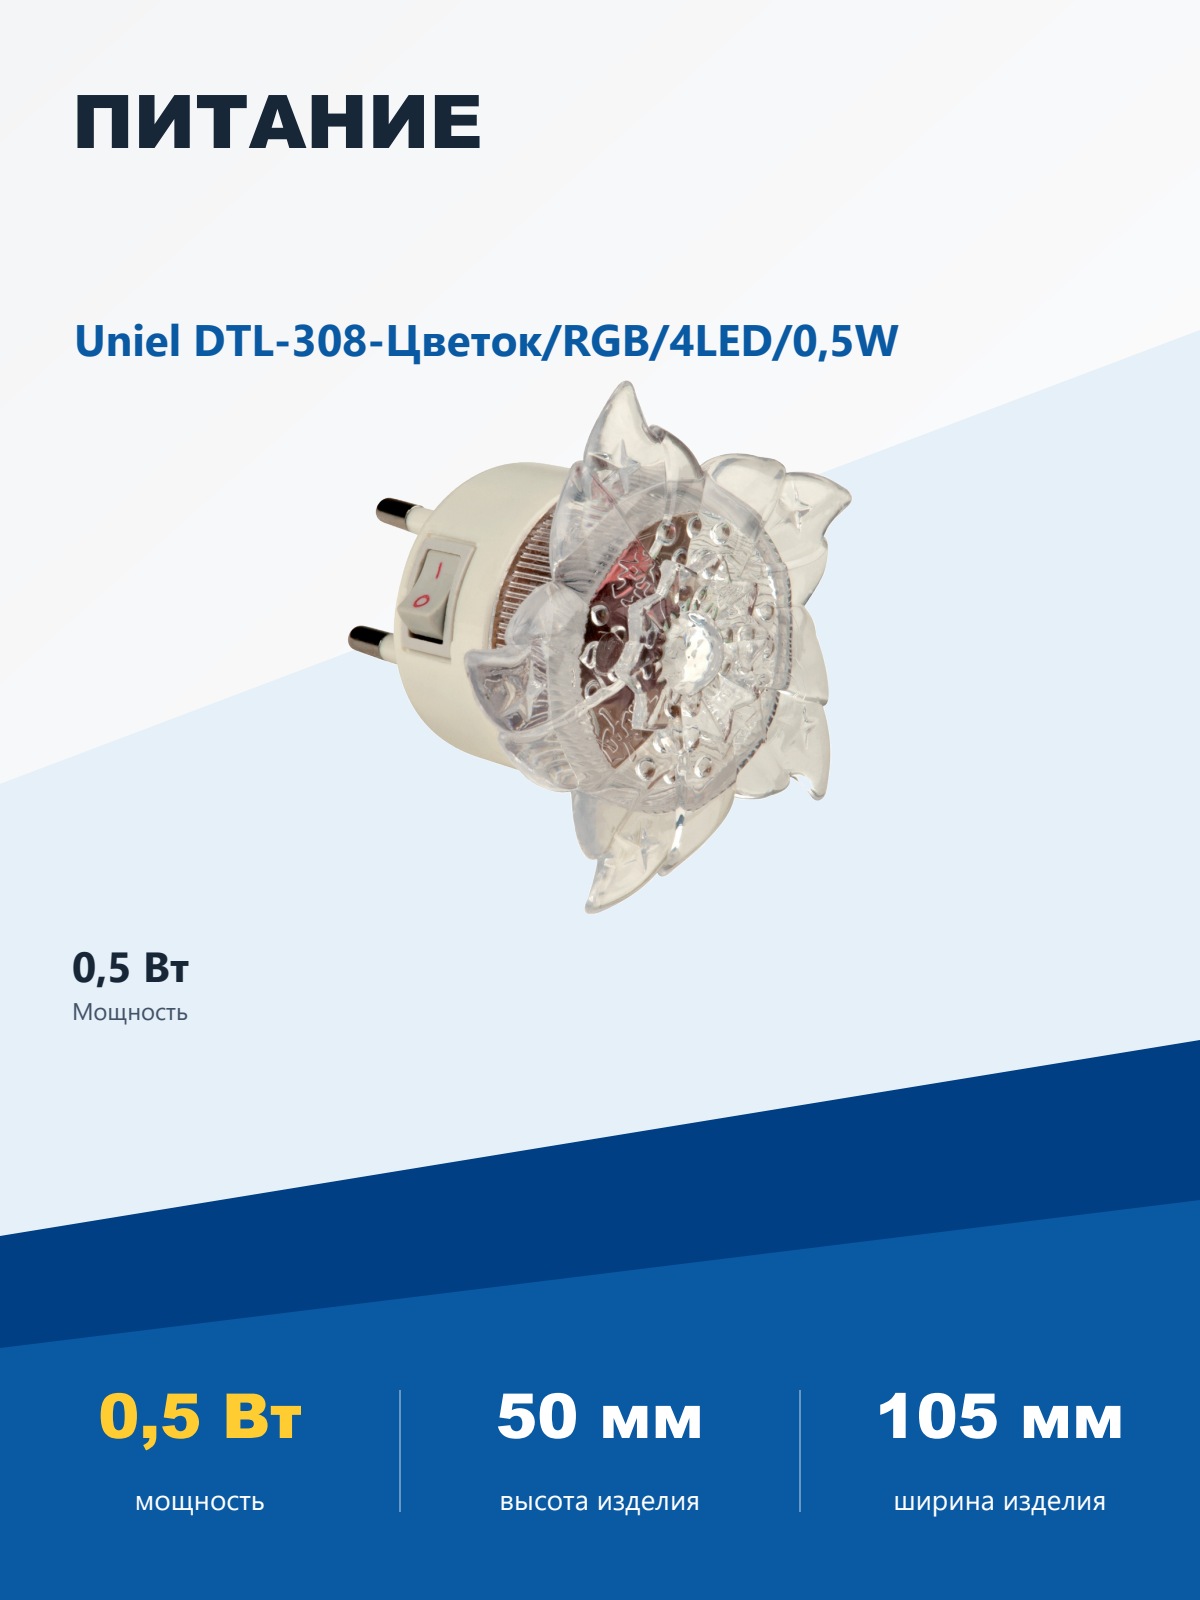 ПИТАНИЕ
Uniel DTL-308-Цветок/RGB/4LED/0,5W
0,5 Вт
Мощность
0,5 Вт
мощность
50 мм
высота изделия
105 мм
ширина изделия